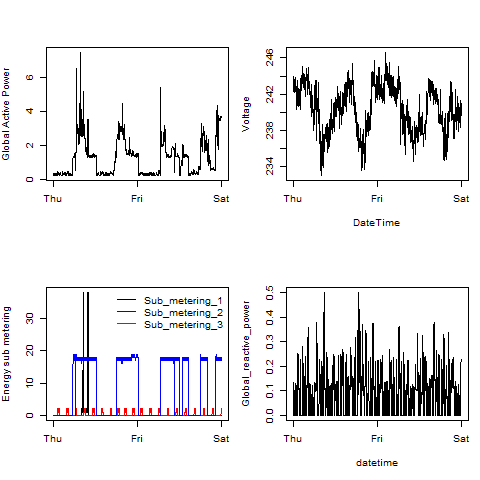 Global Active Power
6
4
2
0
Thu Fri Sat
Voltage
246
242
238
234
Thu Fri Sat
DateTime
Energy sub metering
30
20
10
0
Sub_metering_1
Sub_metering_2
Sub_metering_3
Thu Fri Sat
Global_reactive_power
0.5
0.4
0.3
0.2
0.1
0.0
Thu Fri Sat
datetime